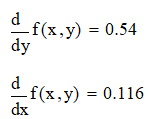 d/dy f(x,y) = 0.54
d/dx f(x,y) = 0.116